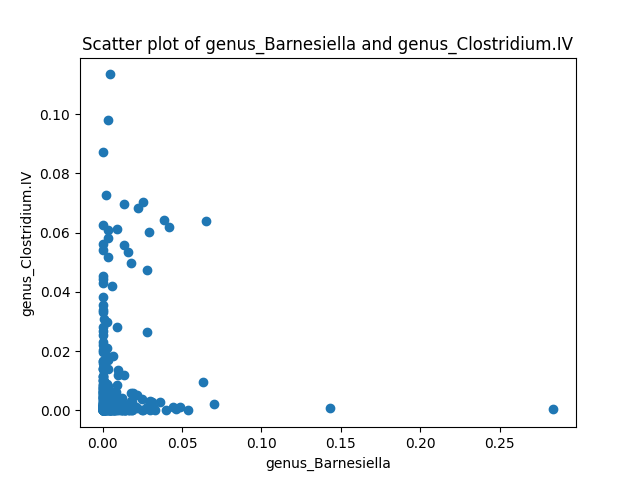 Scatter plot of genus_Barnesiella and genus_Clostridium.IV
genus_Clostridium.IV
0.10
0.08
0.06
0.04
0.02
0.00
0.00 0.05 0.10 0.15 0.20 0.25
genus_Barnesiella